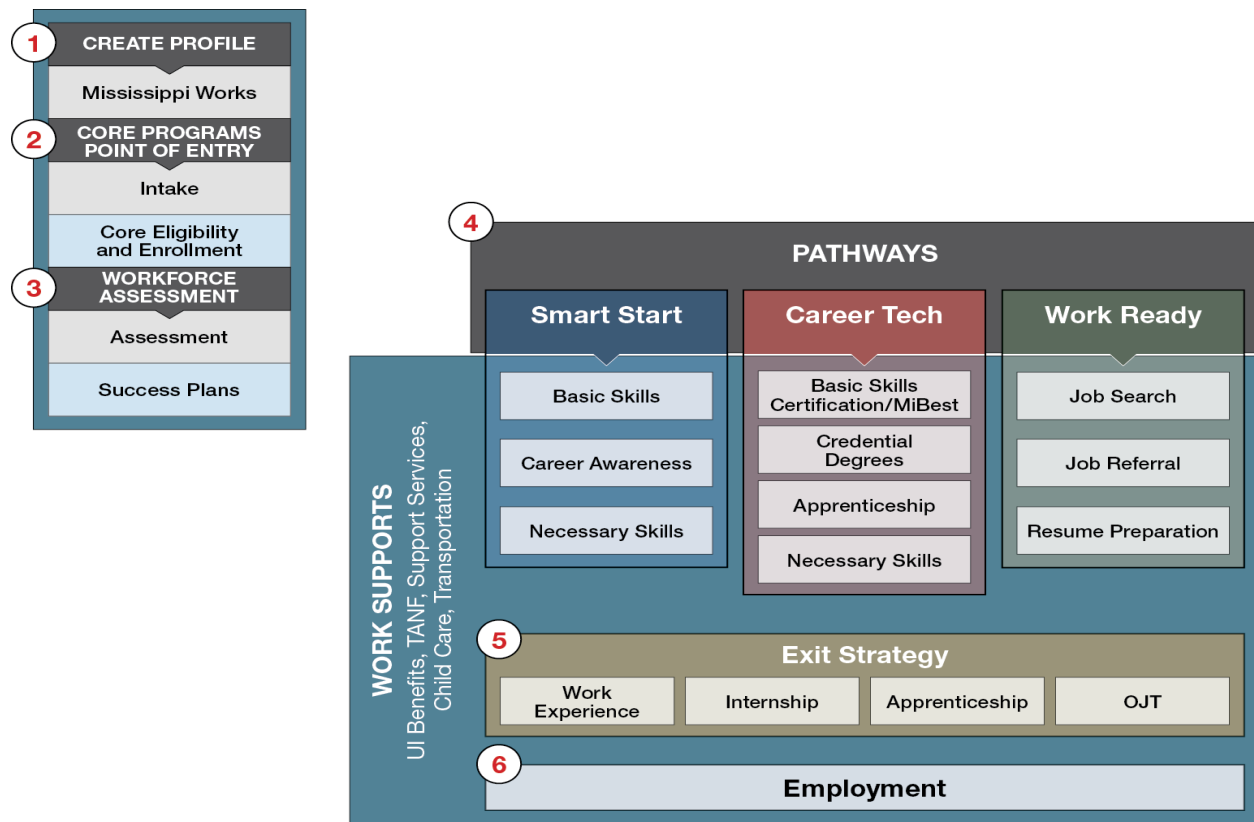 1
CREATE PROFILE
Mississippi Works
2
CORE PROGRAMS
POINT OF ENTRY
Intake
Core Eligibility
and Enrollment
3
WORKFORCE
ASSESSMENT
Assessment
Success Plans
4
PATHWAYS
Smart Start
Basic Skills
Career Awareness
Necessary Skills
Career Tech
Basic Skills
Certification/MiBest
Credential
Degrees
Apprenticeship
Necessary Skills
Work Ready
Job Search
Job Referral
Resume Preparation
WORK SUPPORTS
UI Benefits, TANF, Support Services,
Child Care, Transportation
5
Exit Strategy
Work
Experience
Internship
Apprenticeship
OJT
6
Employment